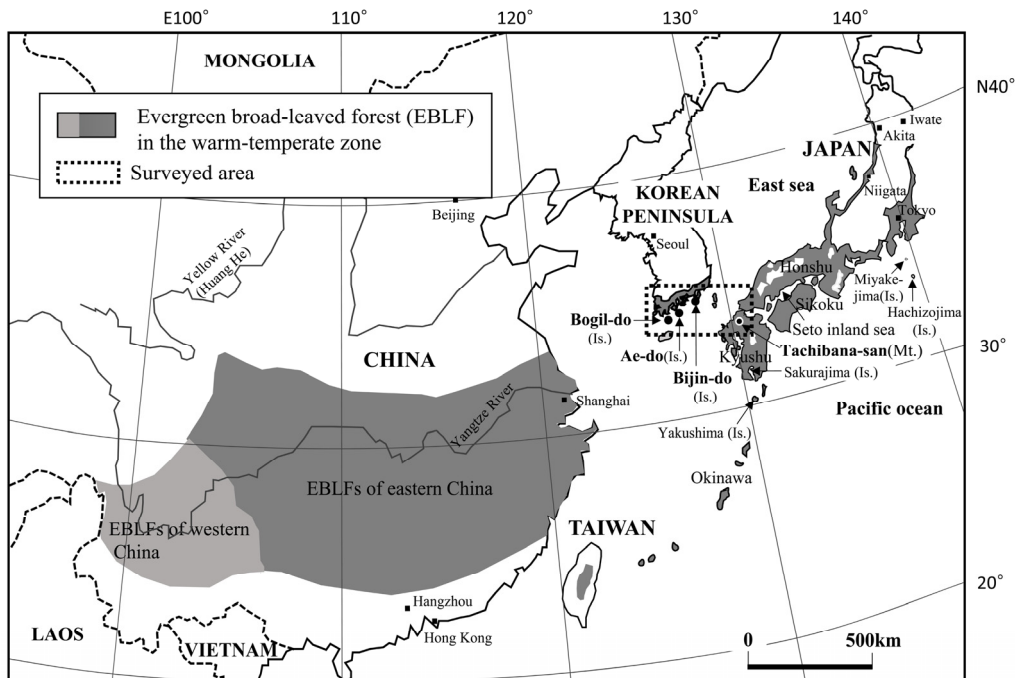 E100°
110°
120°
130°
140°
MONGOLIA
N40°
Evergreen broad-leaved forest (EBLF)
in the warm-temperate zone
Surveyed area
Iwate
Akita
JAPAN
East sea
KOREAN
PENINSULA
Niigata
Tokyo
Beijing
Seoul
Yellow River
(Huang He)
Honshu
Miyake-
jima(Is.)
Hachizojima
(Is.)
Sikoku
Seto inland sea
Bogil-do
(Is.)
Ae-do(Is.)
Tachibana-san(Mt.)
Kyushu
30°
CHINA
Bijin-do
(Is.)
Sakurajima (Is.)
Shanghai
Yangtze River
Pacific ocean
Yakushima (Is.)
Okinawa
EBLFs of eastern China
EBLFs of western
China
TAIWAN
20°
Hangzhou
Hong Kong
LAOS
VIETNAM
0
500km